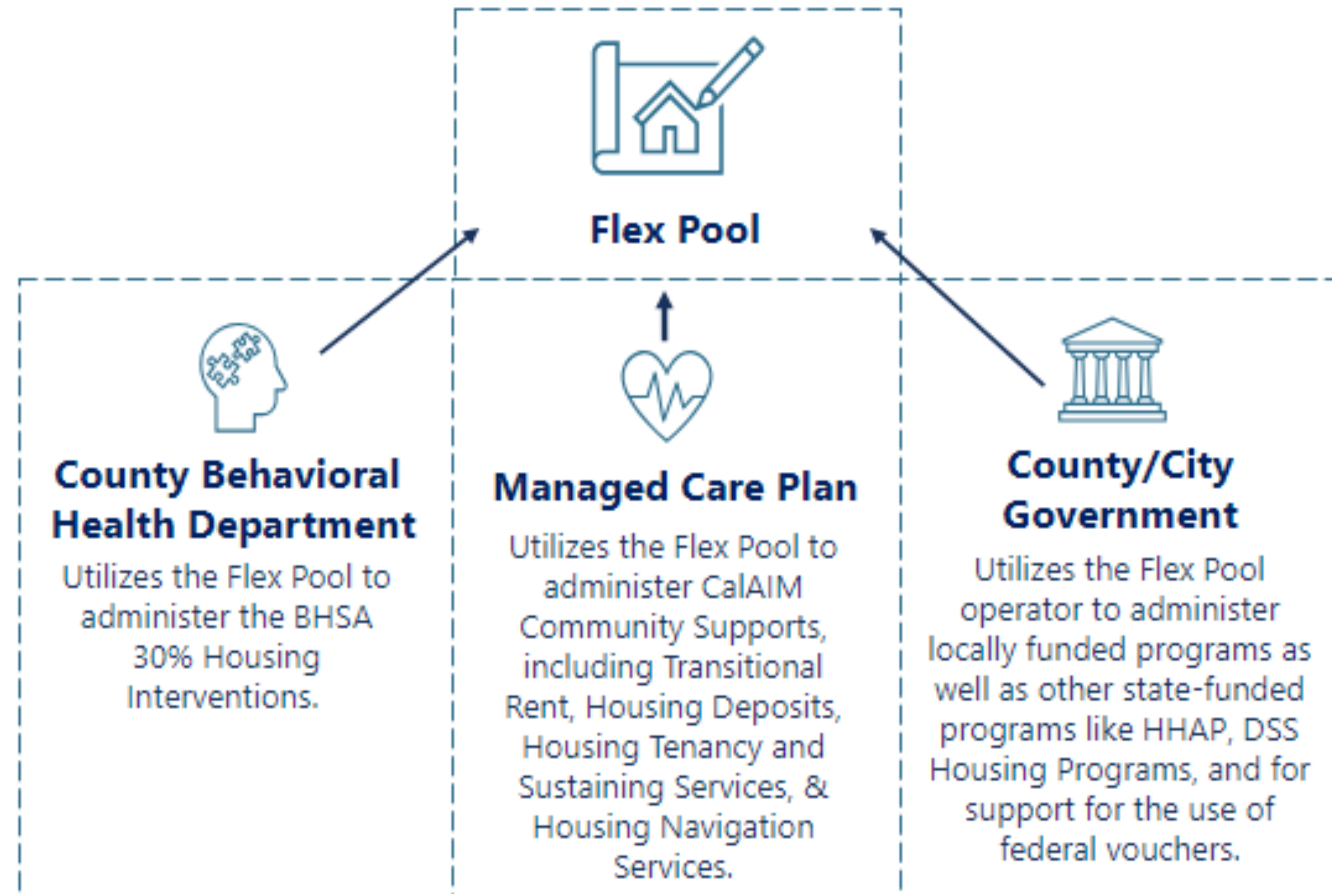 Flex Pool
County Behavioral
Health Department
Utilizes the Flex Pool to
administer the BHSA
30% Housing
Interventions.
Managed Care Plan
Utilizes the Flex Pool to
administer CalAIM
Community Supports,
including Transitional
Rent, Housing Deposits,
Housing Tenancy and
Sustaining Services, &
Housing Navigation
Services.
County/City
Government
Utilizes the Flex Pool
operator to administer
locally funded programs as
well as other state-funded
programs like HHAP, DSS
Housing Programs, and for
support for the use of
federal vouchers.